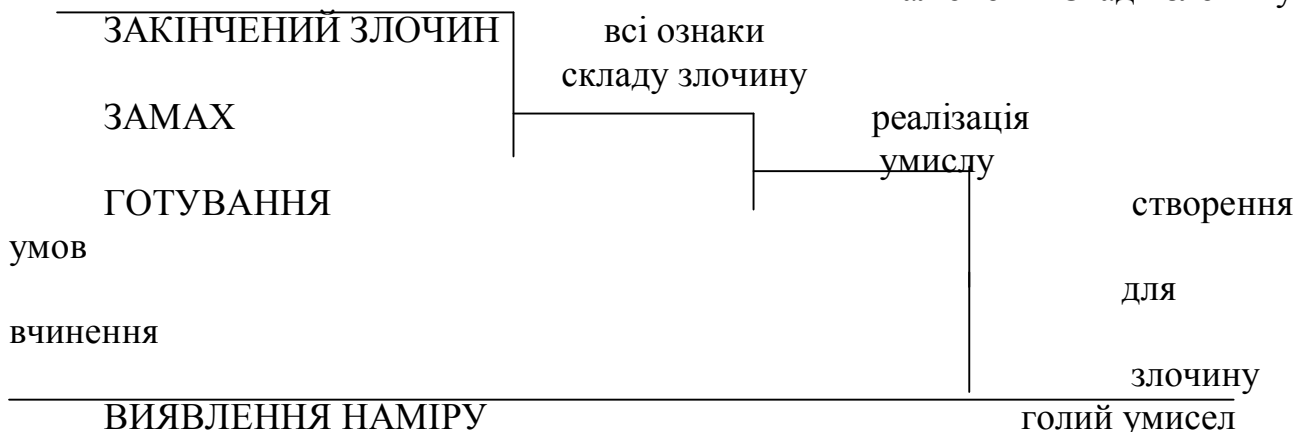 ЗАКІНЧЕНИЙ ЗЛОЧИН всі ознаки
складу злочину
ЗАМАХ реалізація
умислу
ГОТУВАННЯ створення
умов
для
вчинення
злочину
ВИЯВЛЕННЯ НАМІРУ голий умисел